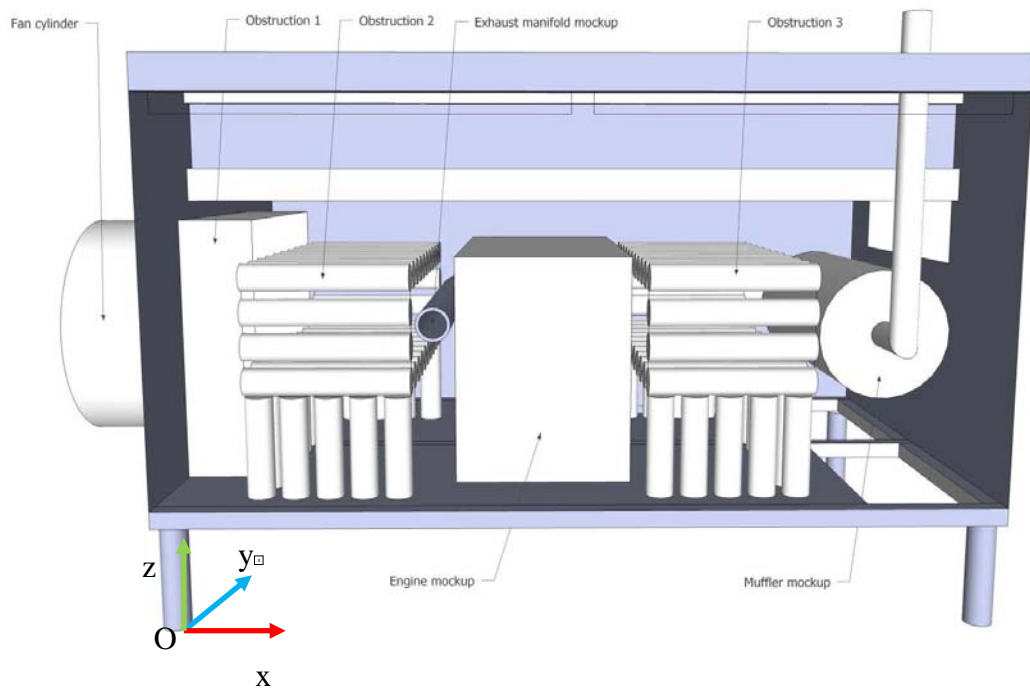 Fan cylinder
Obstruction 1
Obstruction 2
Exhaust manifold mockup
Obstruction 3
Engine mockup
Muffler mockup
z
y
O
x